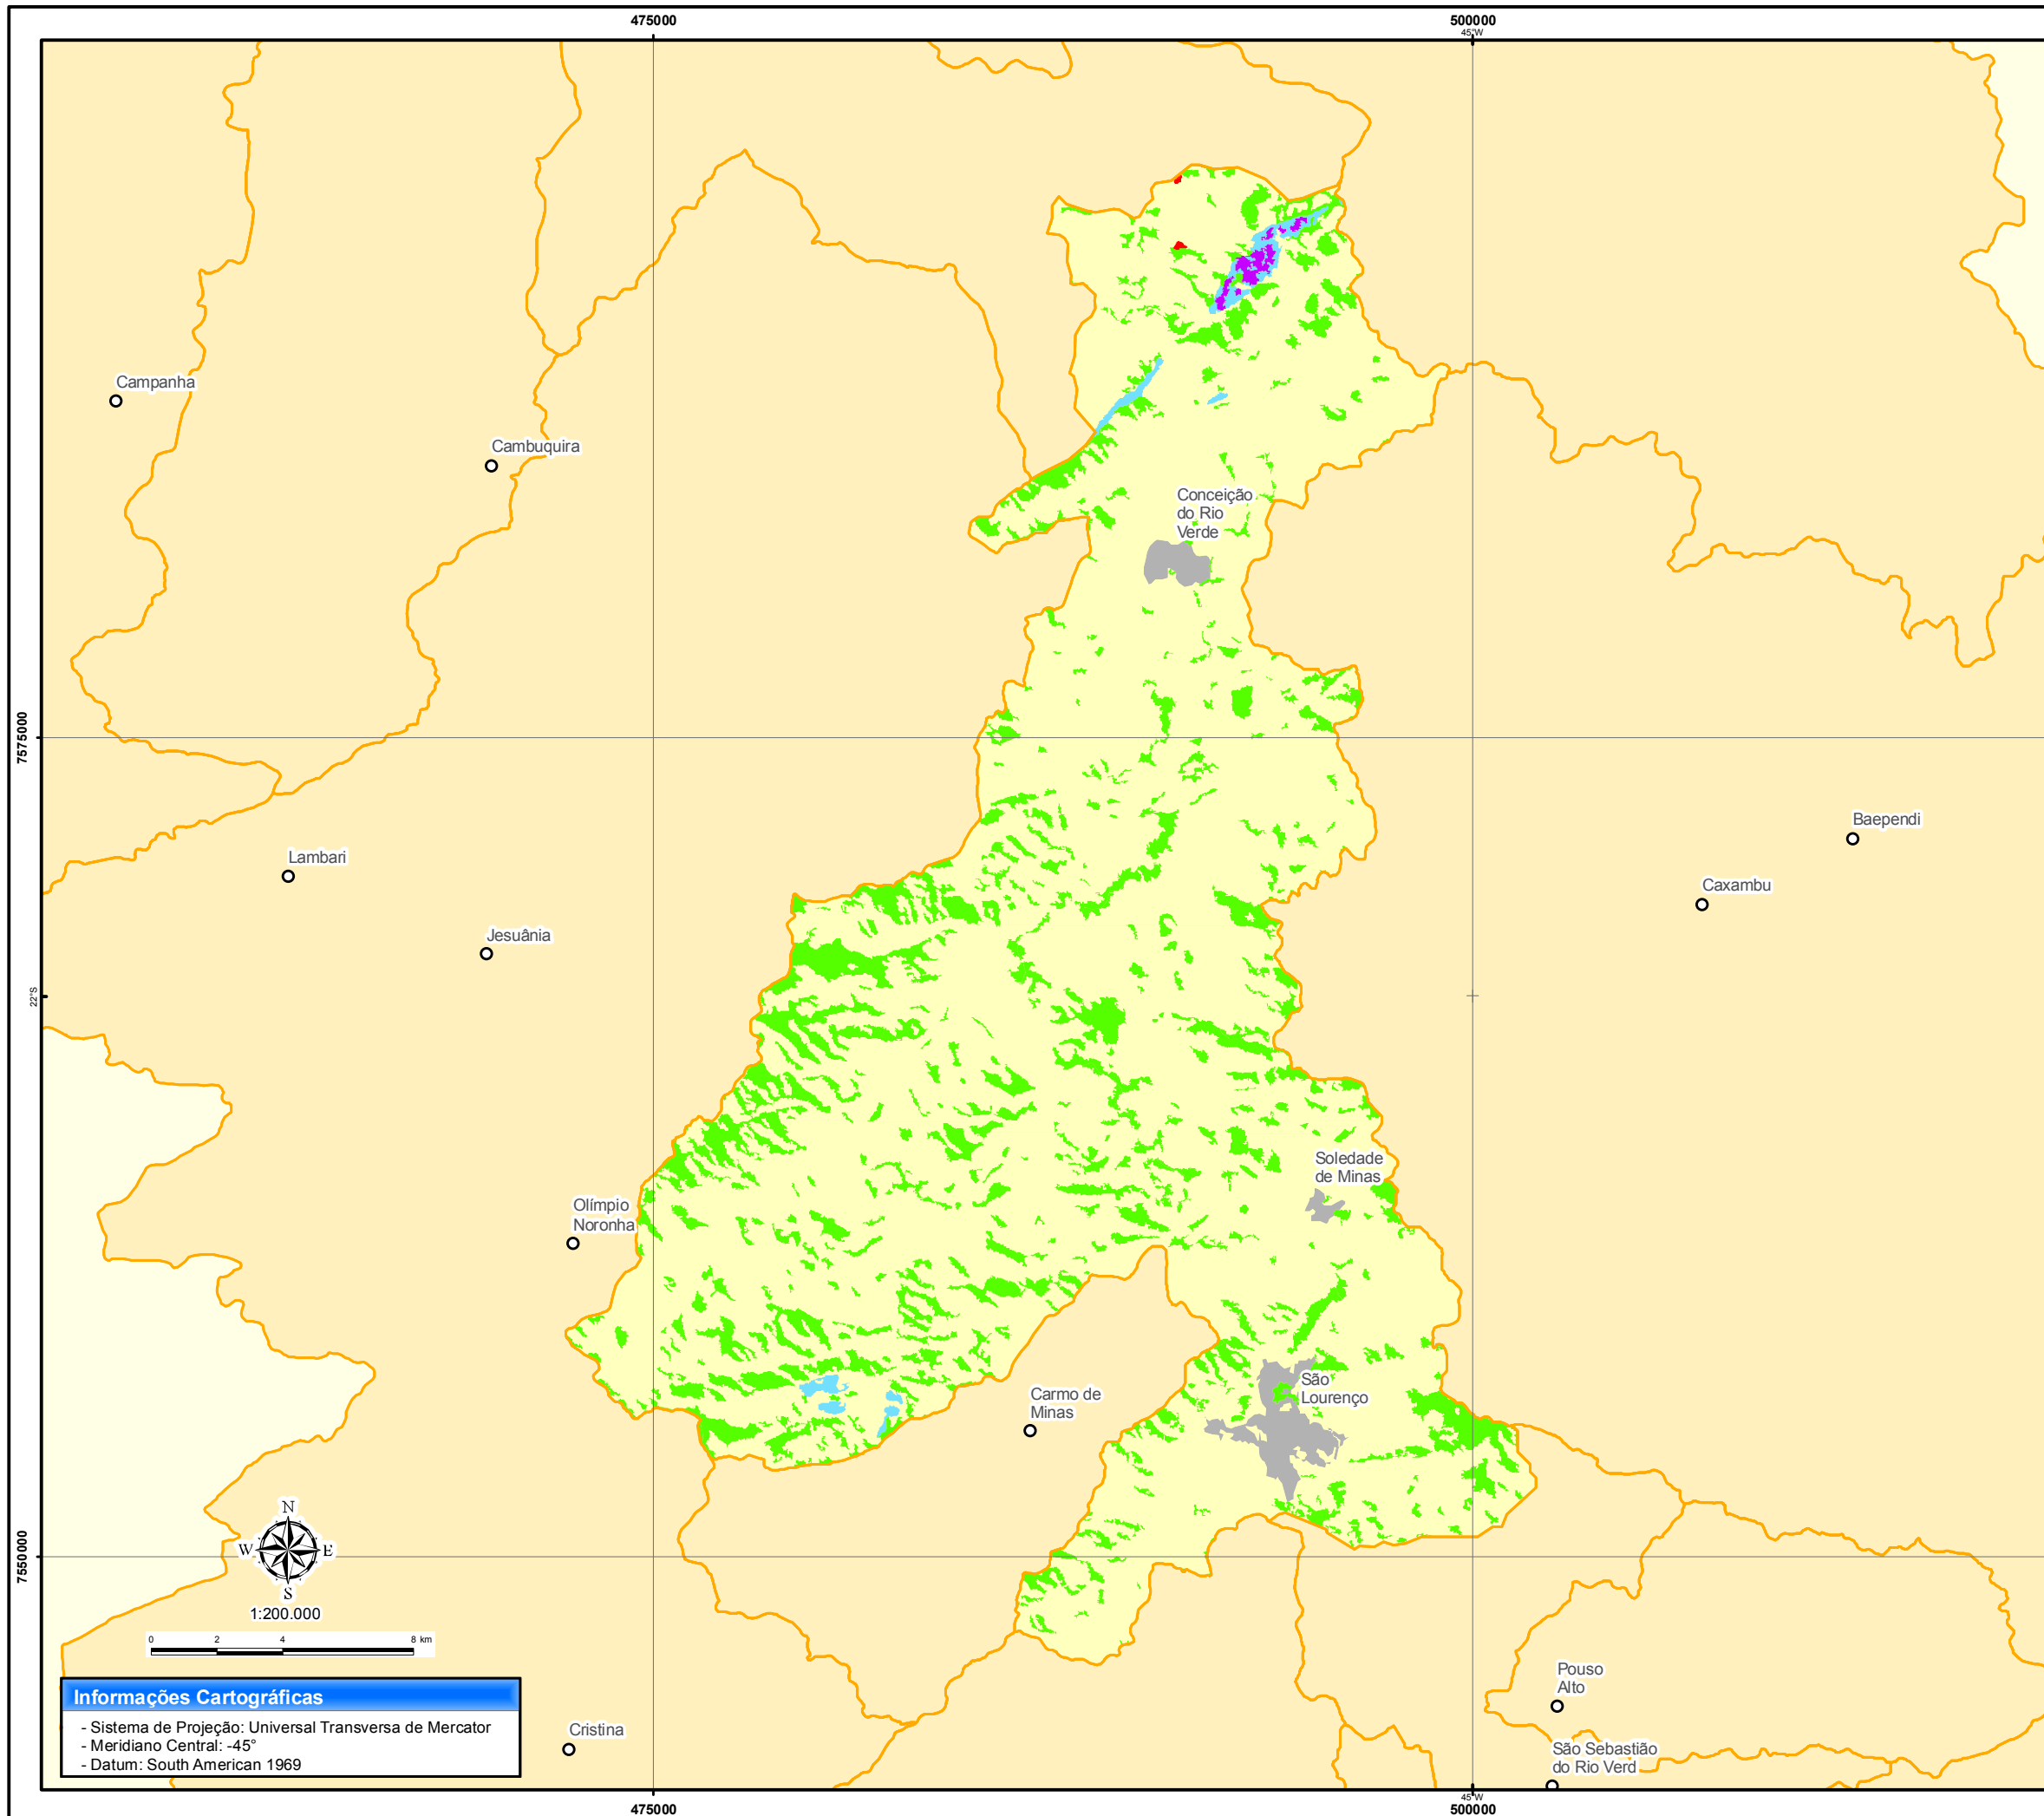 475000
500000
45°W
Campanha
Cambuquira
Conceição
do Rio
Verde
7575000
Baependi
Lambari
Caxambu
Jesuânia
22°S
Soledade
de Minas
Olímpio
Noronha
São
Lourenço
Carmo de
Minas
N
W
E
S
7550000
1:200.000
0
2
4
8 km
Informações Cartográficas
- Sistema de Projeção: Universal Transversa de Mercator
- Meridiano Central: -45°
- Datum: South American 1969
Pouso
Alto
Cristina
São Sebastião
do Rio Verd
475000
45°W
500000